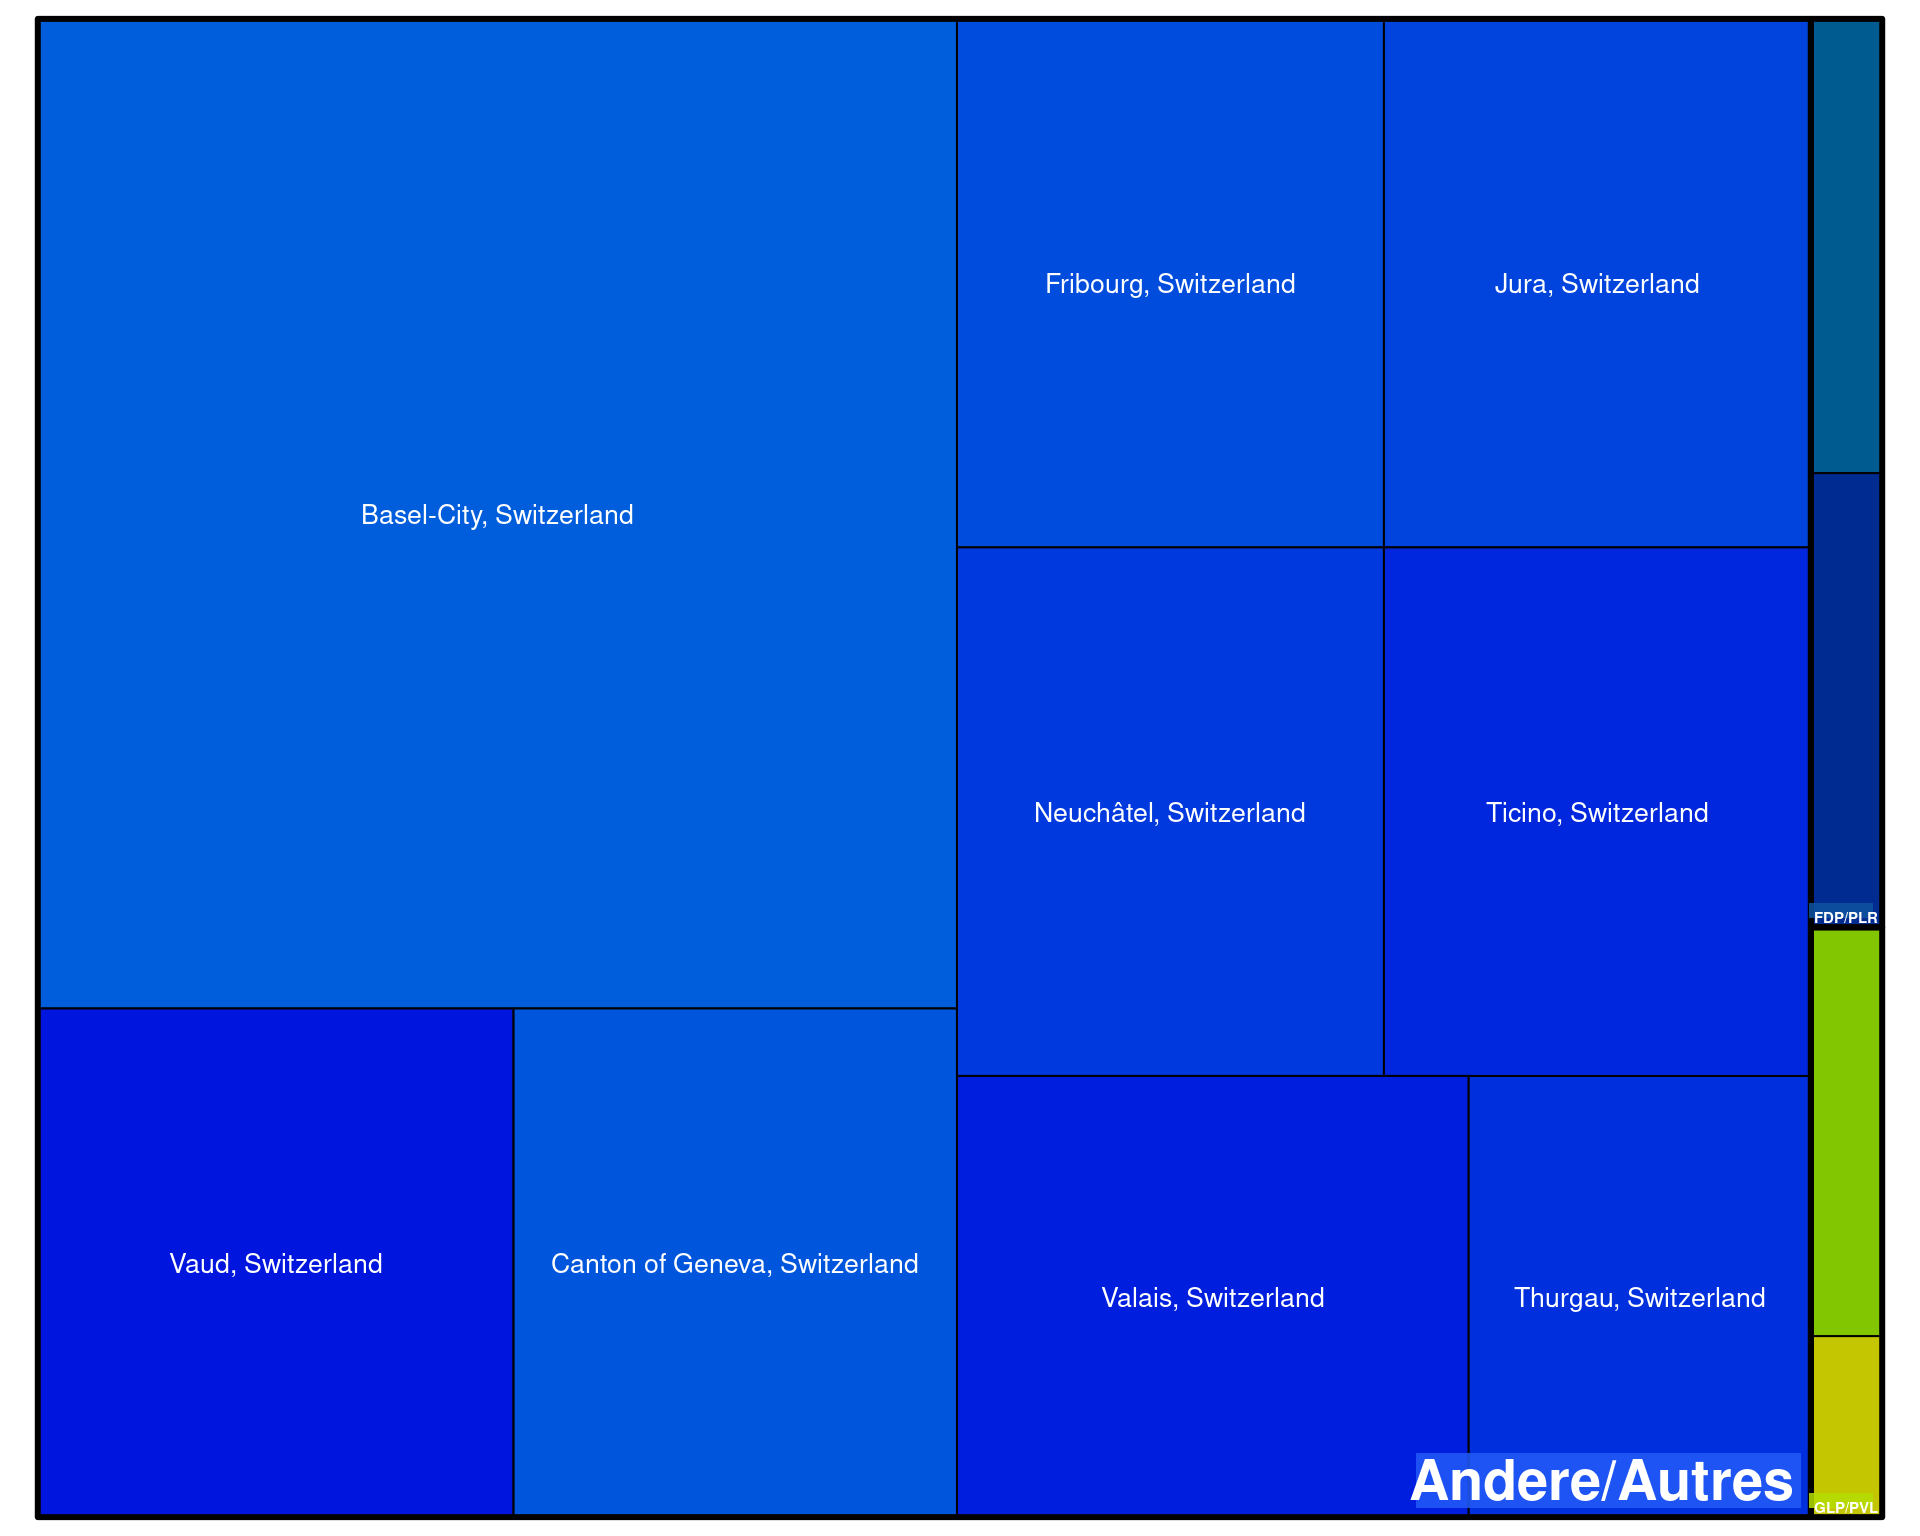 Fribourg, Switzerland
Jura, Switzerland
Basel-City, Switzerland
Neuchâtel, Switzerland
Ticino, Switzerland
FDP/PLR
Vaud, Switzerland
Canton of Geneva, Switzerland
Valais, Switzerland
Thurgau, Switzerland
Andere/Autres
GLP/PVL